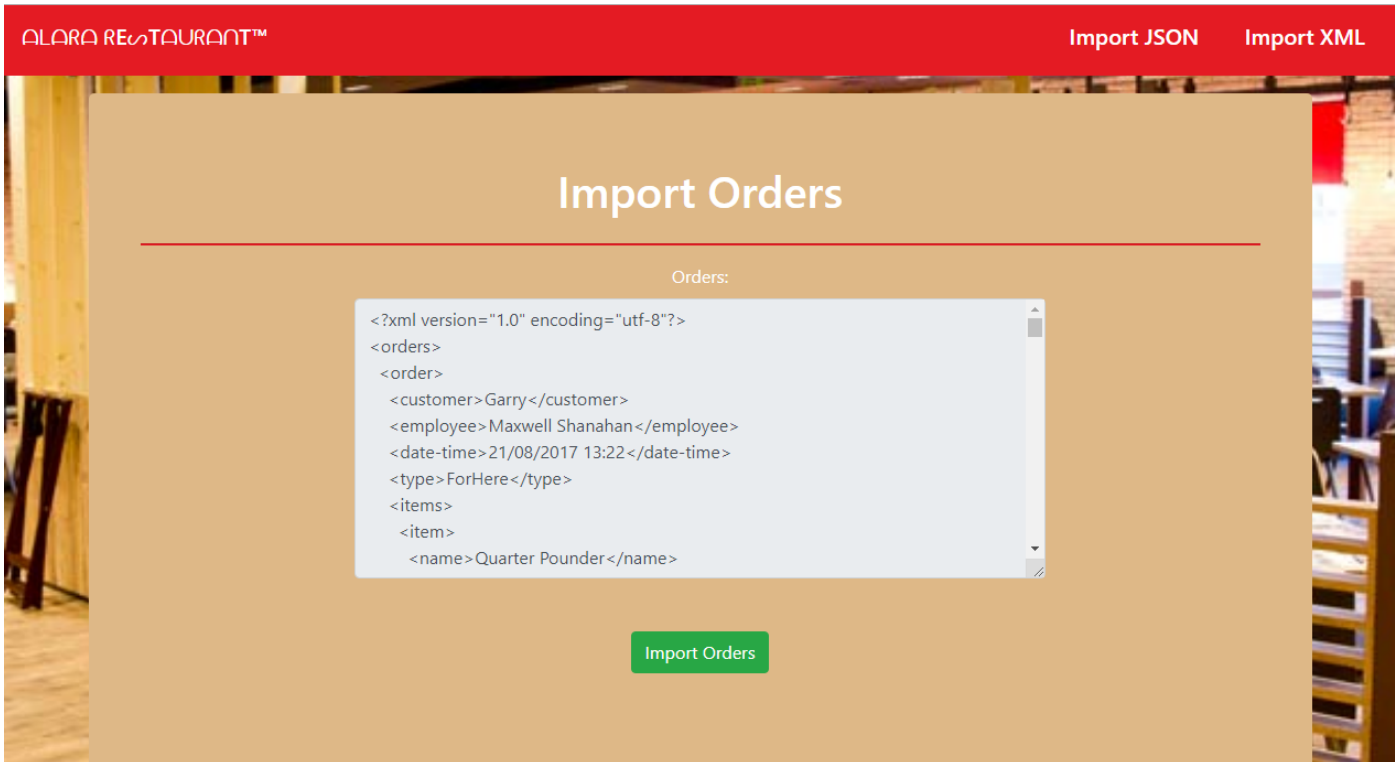 ALARA RESTAURANT™
Import JSON Import XML
Import Orders
Orders:
<?xml version="1.0" encoding="utf-8"?>
<orders>
<order>
<customer>Garry</customer>
<employee>Maxwell Shanahan</employee>
<date-time>21/08/2017 13:22</date-time>
<type>ForHere</type>
<items>
<item>
<name>Quarter Pounder</name>
Import Orders